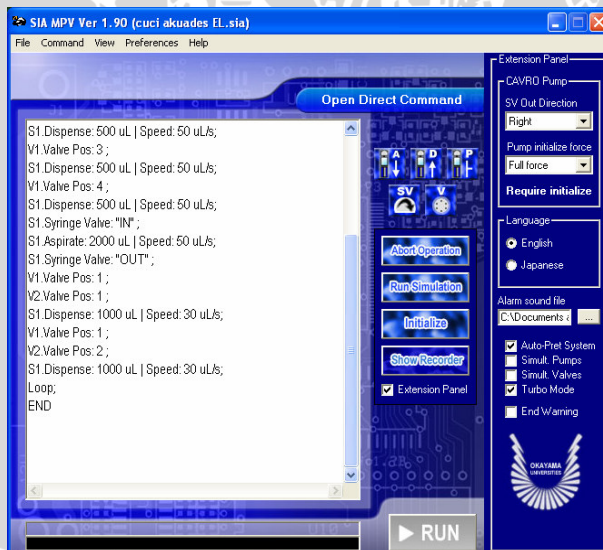 SIA MPV Ver 1.90 (cuci akuades EL.sia)
File Command View Preferences Help
Open Direct Command
S1.Dispense: 500 uL | Speed: 50 uL/s;
V1.Valve Pos: 3 ;
S1.Dispense: 500 uL | Speed: 50 uL/s;
V1.Valve Pos: 4 ;
S1.Dispense: 500 uL | Speed: 50 uL/s;
S1.Syringe Valve: "IN" ;
S1.Aspirate: 2000 uL | Speed: 50 uL/s;
S1.Syringe Valve: "OUT" ;
V1.Valve Pos: 1 ;
V2.Valve Pos: 1 ;
S1.Dispense: 1000 uL | Speed: 30 uL/s;
V1.Valve Pos: 1 ;
V2.Valve Pos: 2 ;
S1.Dispense: 1000 uL | Speed: 30 uL/s;
Loop;
END
A D P
SV V
Abort Operation
Run Simulation
Initialize
Show Recorder
Extension Panel
RUN
Extension Panel
CAVRO Pump
SV Out Direction
Right
Pump initialize force
Full force
Require initialize
Language
English
Japanese
Alarm sound file
C:\Documents a
...
Auto-Pret System
Simult. Pumps
Simult. Valves
Turbo Mode
End Warning
OKAYAMA
UNIVERSITIES